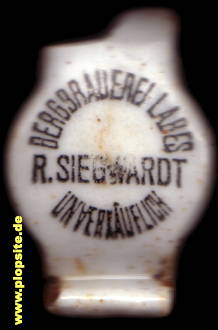 BERGBRAUEREI LABES
R. SIEGWARDT
UNVERKÄUFLICH
www.plopsite.de